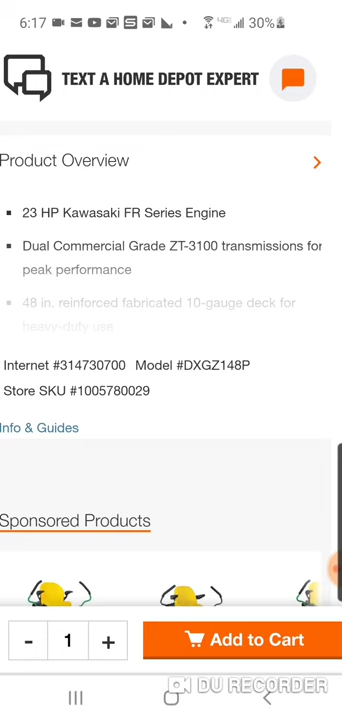 6:17 4G 30%
TEXT A HOME DEPOT EXPERT
Product Overview
▪ 23 HP Kawasaki FR Series Engine
▪ Dual Commercial Grade ZT-3100 transmissions for
peak performance
▪ 48 in. reinforced fabricated 10-gauge deck for
heavy-duty use
Internet #314730700 Model #DXGZ148P
Store SKU #1005780029
Info & Guides
Sponsored Products
- 1 + Add to Cart
DU RECORDER